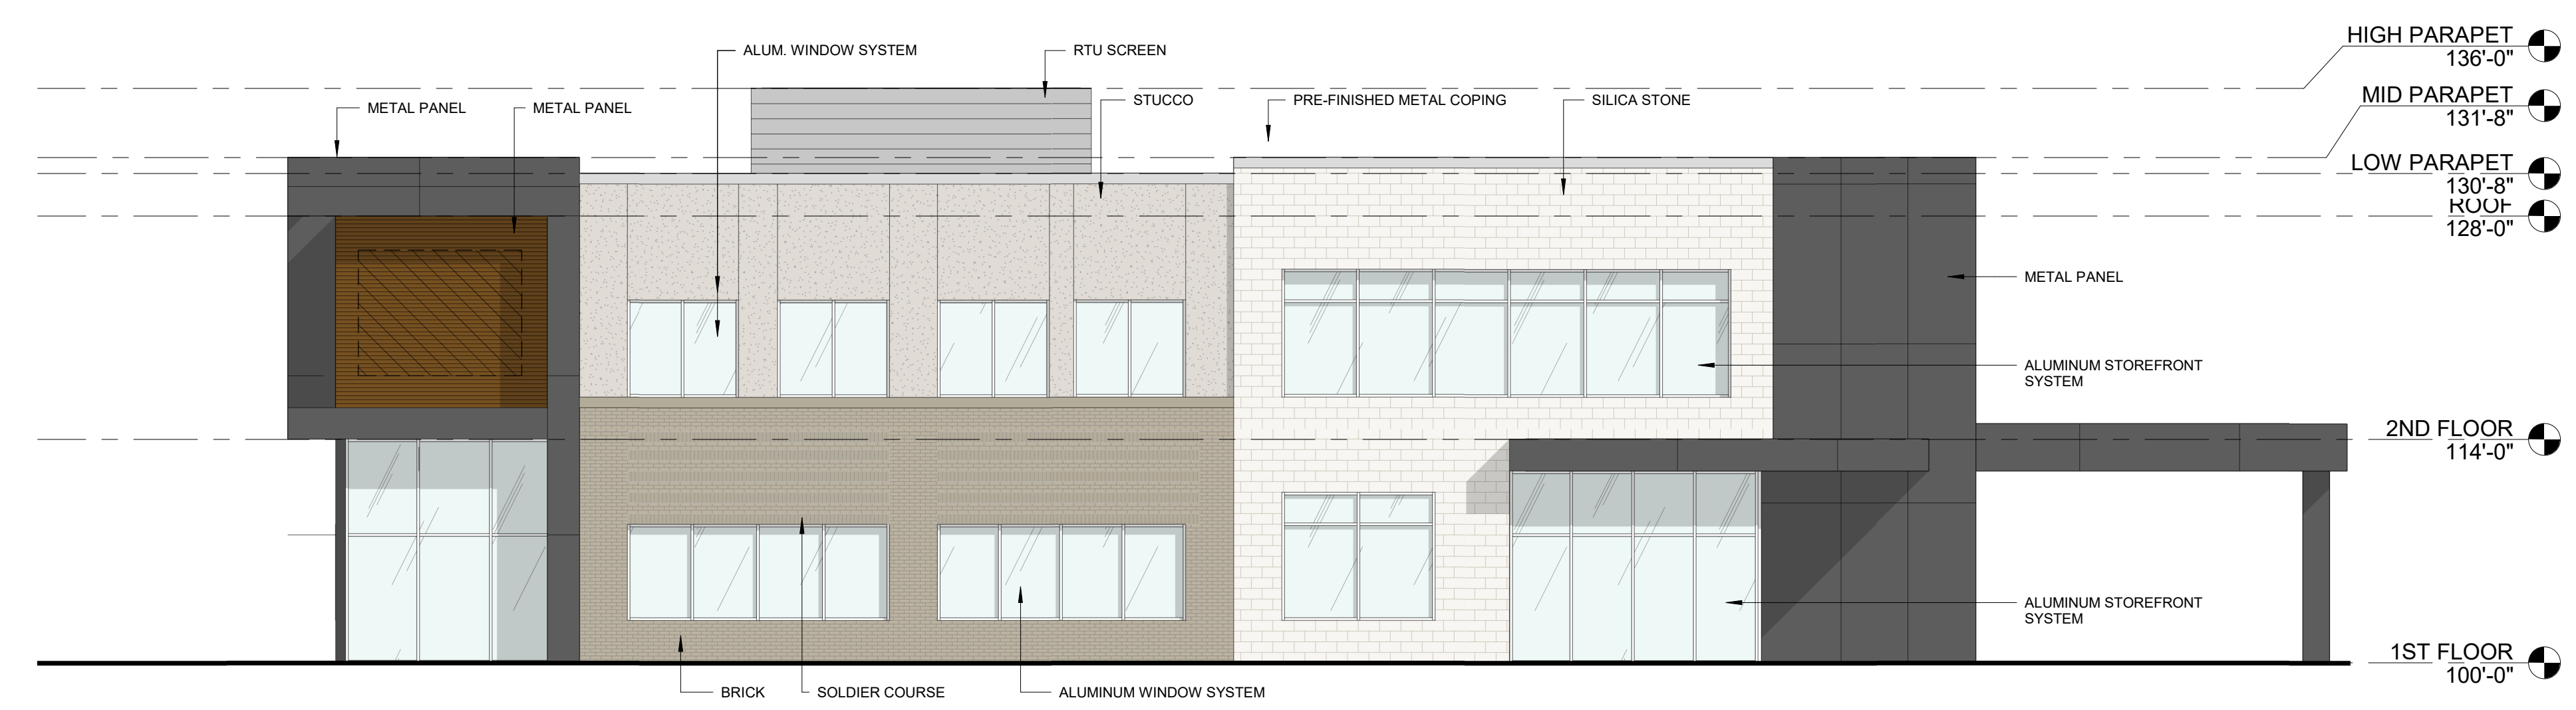 HIGH PARAPET
136'-0"
ALUM. WINDOW SYSTEM
RTU SCREEN
MID PARAPET
131'-8"
METAL PANEL
METAL PANEL
STUCCO
PRE-FINISHED METAL COPING
SILICA STONE
LOW PARAPET
130'-8"
ROOF
128'-0"
METAL PANEL
ALUMINUM STOREFRONT
SYSTEM
2ND FLOOR
114'-0"
ALUMINUM STOREFRONT
SYSTEM
1ST FLOOR
100'-0"
BRICK
SOLDIER COURSE
ALUMINUM WINDOW SYSTEM